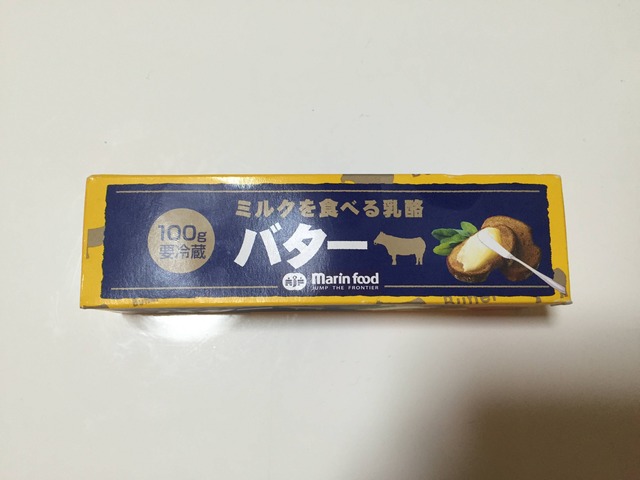 ミルクを食べる乳酪
100g
要冷蔵
バター
marin food
JUMP THE FRONTIER
Butter